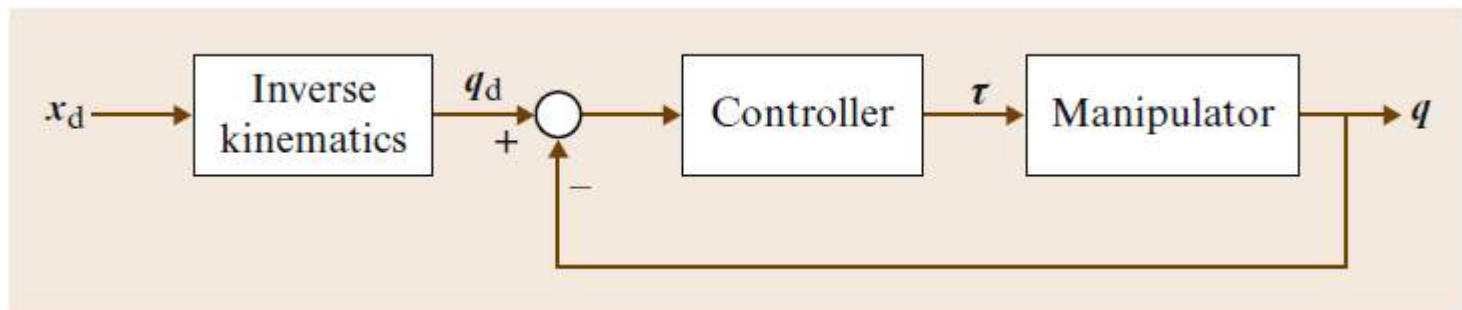 x_d
Inverse
kinematics
q_d
+
−
Controller
τ
Manipulator
q